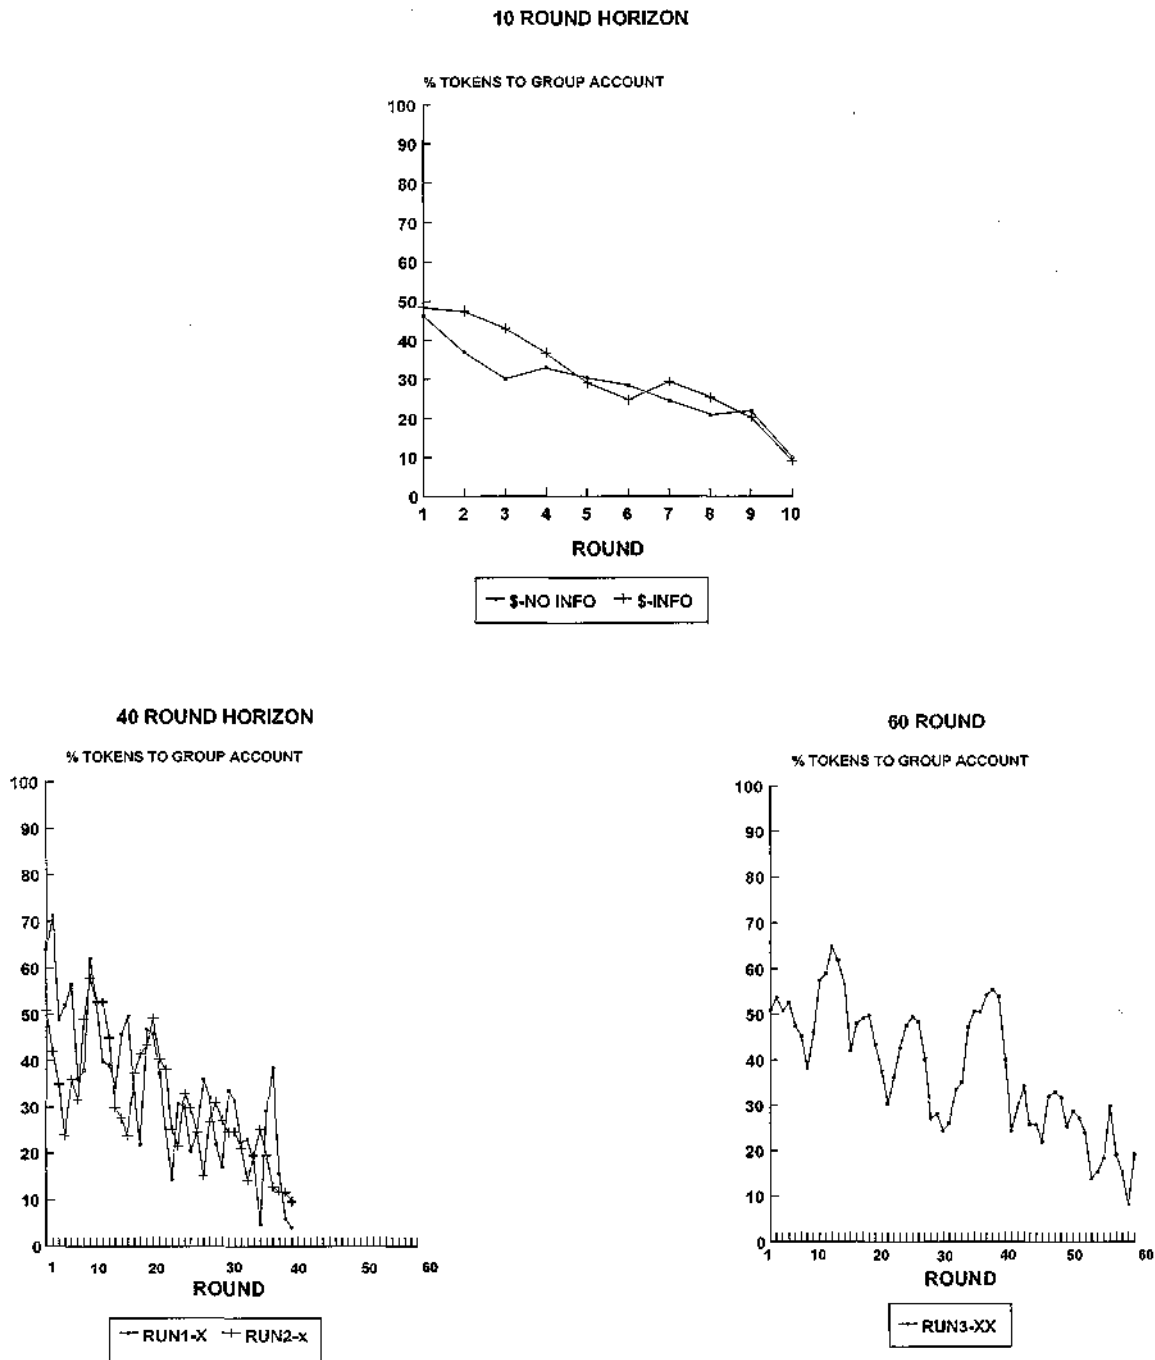 10 ROUND HORIZON
% TOKENS TO GROUP ACCOUNT
100
90
80
70
60
50
40
30
20
10
0
1 2 3 4 5 6 7 8 9 10
ROUND
$-NO INFO $-INFO
40 ROUND HORIZON
% TOKENS TO GROUP ACCOUNT
100
90
80
70
60
50
40
30
20
10
0
1 10 20 30 40 50 60
ROUND
RUN1-X RUN2-x
60 ROUND
% TOKENS TO GROUP ACCOUNT
100
90
80
70
60
50
40
30
20
10
0
1 10 20 30 40 50 60
ROUND
RUN3-XX